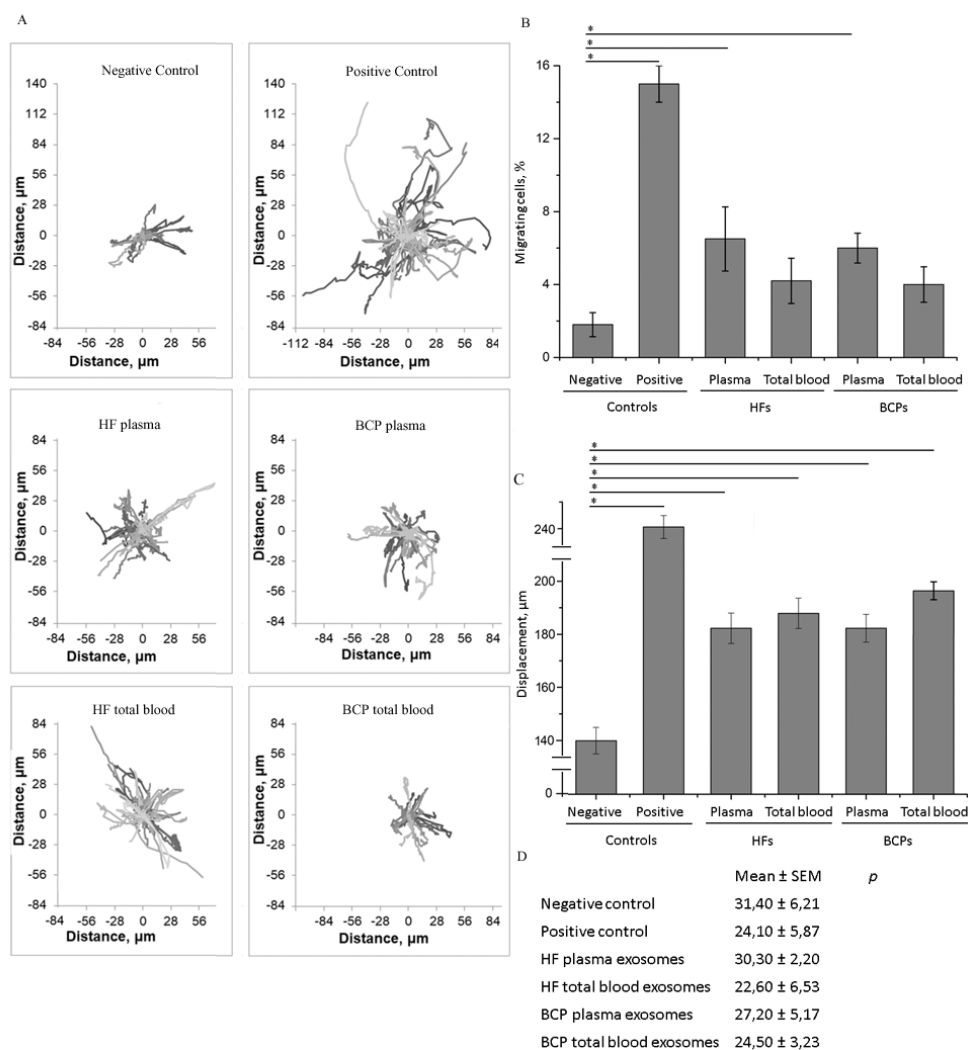 A
Negative Control
140
112
84
56
28
0
-28
-56
-84
Distance, µm
-84 -56 -28 0 28 56
Distance, µm
Positive Control
140
112
84
56
28
0
-28
-56
-84
Distance, µm
-112 -84 -56 -28 0 28 56 84
Distance, µm
HF plasma
84
56
28
0
-28
-56
-84
Distance, µm
-84 -56 -28 0 28 56
Distance, µm
BCP plasma
84
56
28
0
-28
-56
-84
Distance, µm
-84 -56 -28 0 28 56 84
Distance, µm
HF total blood
84
56
28
0
-28
-56
-84
Distance, µm
-84 -56 -28 0 28 56
Distance, µm
BCP total blood
84
56
28
0
-28
-56
-84
Distance, µm
-84 -56 -28 0 28 56 84
Distance, µm
B
*
*
*
16
12
8
4
0
Migrating cells, %
Negative Positive Plasma Total blood Plasma Total blood
Controls HFs BCPs
C
*
*
*
*
*
240
200
180
160
140
0
Displacement, µm
Negative Positive Plasma Total blood Plasma Total blood
Controls HFs BCPs
D
Mean ± SEM p
Negative control 31,40 ± 6,21
Positive control 24,10 ± 5,87
HF plasma exosomes 30,30 ± 2,20
HF total blood exosomes 22,60 ± 6,53
BCP plasma exosomes 27,20 ± 5,17
BCP total blood exosomes 24,50 ± 3,23